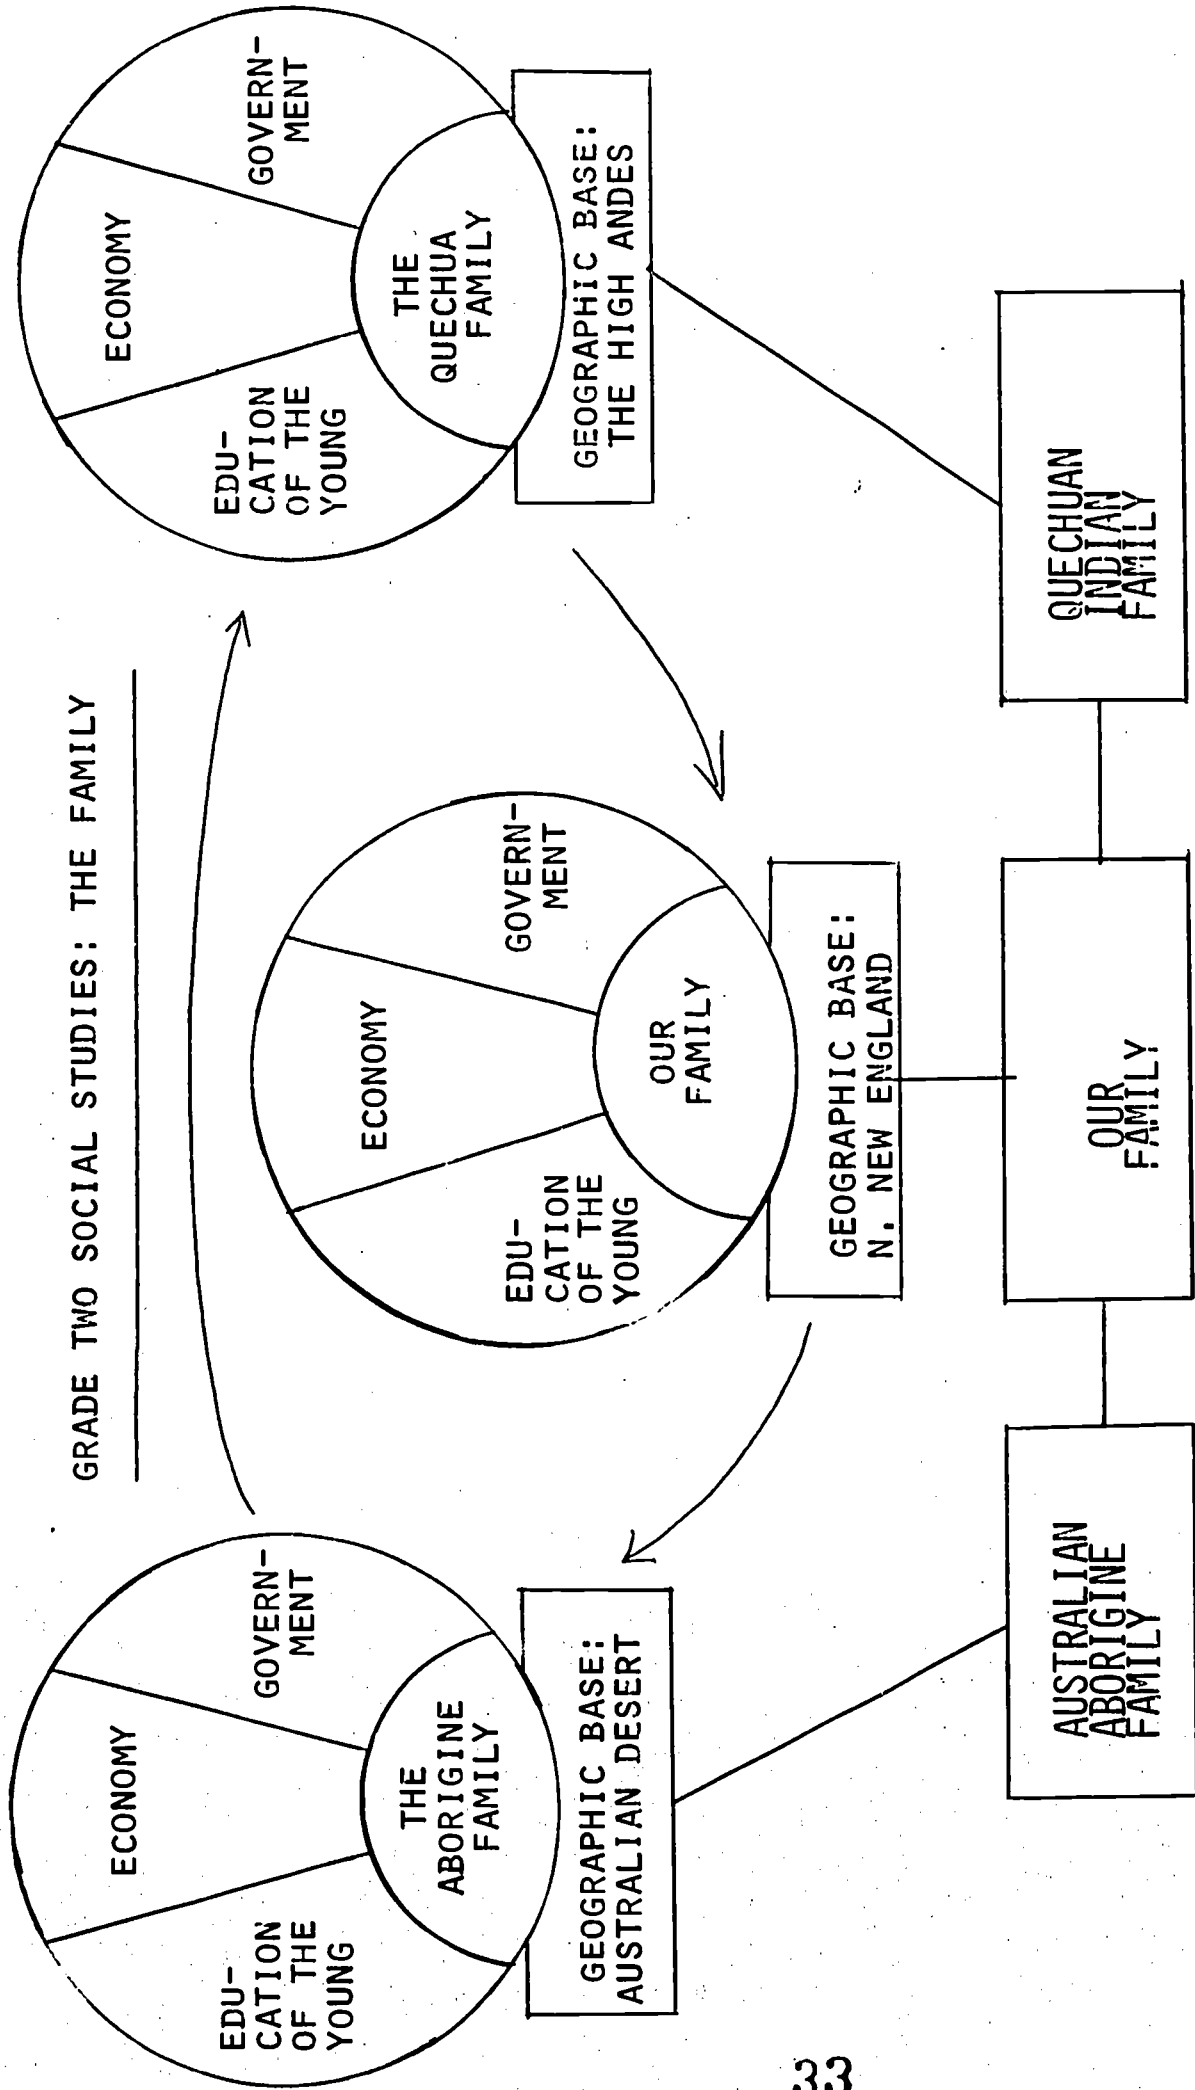 GRADE TWO SOCIAL STUDIES: THE FAMILY
EDU-
CATION
OF THE
YOUNG
ECONOMY
GOVERN-
MENT
THE
ABORIGINE
FAMILY
GEOGRAPHIC BASE:
AUSTRALIAN DESERT
EDU-
CATION
OF THE
YOUNG
ECONOMY
GOVERN-
MENT
OUR
FAMILY
GEOGRAPHIC BASE:
N. NEW ENGLAND
EDU-
CATION
OF THE
YOUNG
ECONOMY
GOVERN-
MENT
THE
QUECHUA
FAMILY
GEOGRAPHIC BASE:
THE HIGH ANDES
AUSTRALIAN
ABORIGINE
FAMILY
OUR
FAMILY
QUECHUAN
INDIAN
FAMILY
33